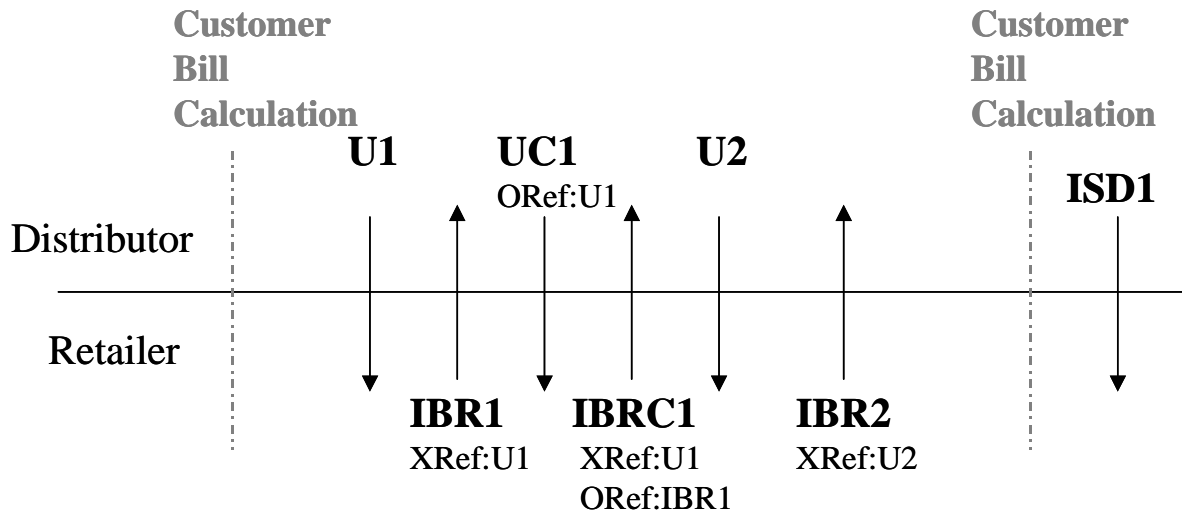 Customer
Bill
Calculation
Customer
Bill
Calculation
U1
UC1
ORef:U1
U2
ISD1
Distributor
Retailer
IBR1
XRef:U1
IBRC1
XRef:U1
ORef:IBR1
IBR2
XRef:U2